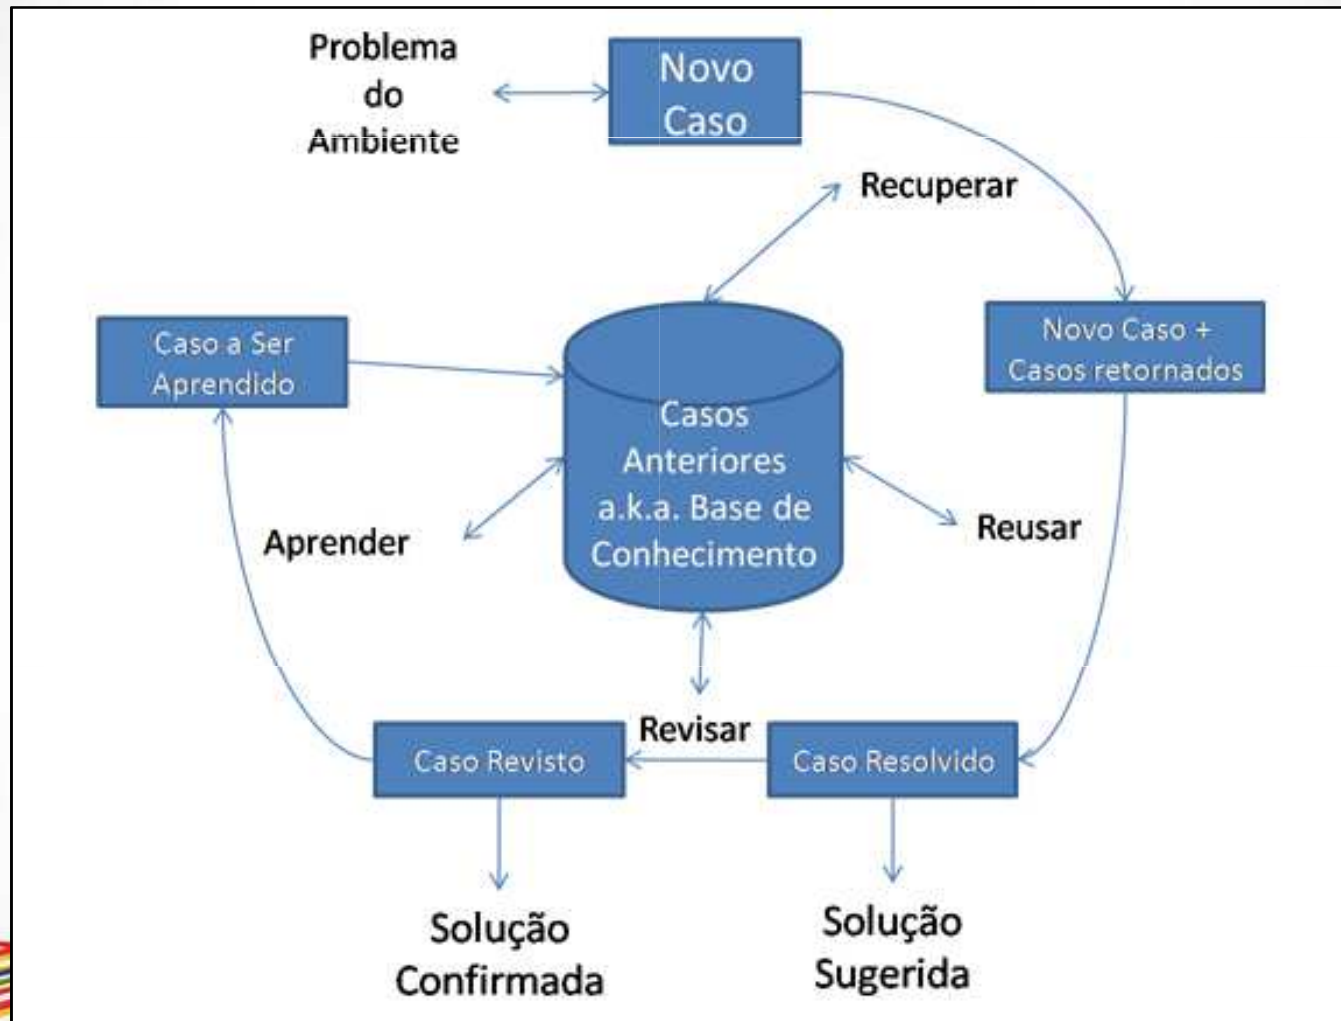 Problema
do
Ambiente
Novo
Caso
Recuperar
Caso a Ser
Aprendido
Novo Caso +
Casos retornados
Casos
Anteriores
a.k.a. Base de
Conhecimento
Aprender
Reusar
Revisar
Caso Revisto
Caso Resolvido
Solução
Confirmada
Solução
Sugerida